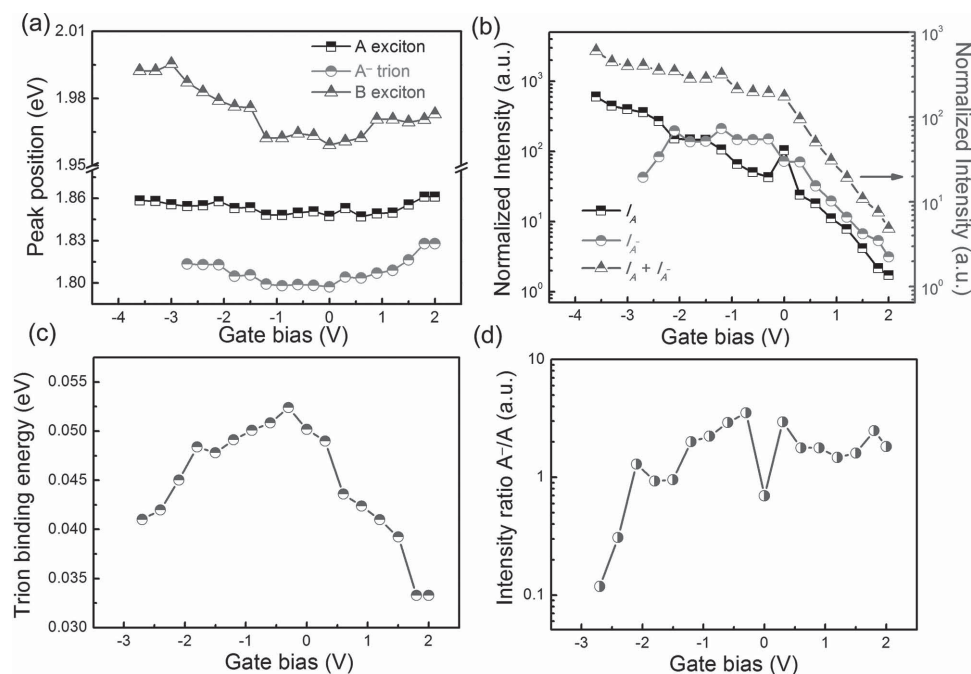 (a)
2.01
1.98
1.95
1.86
1.83
1.80
Peak position (eV)
A exciton
A⁻ trion
B exciton
-4 -3 -2 -1 0 1 2
Gate bias (V)
(b)
10³
10²
10¹
10⁰
Normalized Intensity (a.u.)
I_A
I_A⁻
I_A + I_A⁻
10³
10²
10¹
10⁰
Normalized Intensity (a.u.)
-4 -3 -2 -1 0 1 2
Gate bias (V)
(c)
0.055
0.050
0.045
0.040
0.035
0.030
Trion binding energy (eV)
-3 -2 -1 0 1 2
Gate bias (V)
(d)
10
1
0.1
Intensity ratio A⁻/A (a.u.)
-3 -2 -1 0 1 2
Gate bias (V)